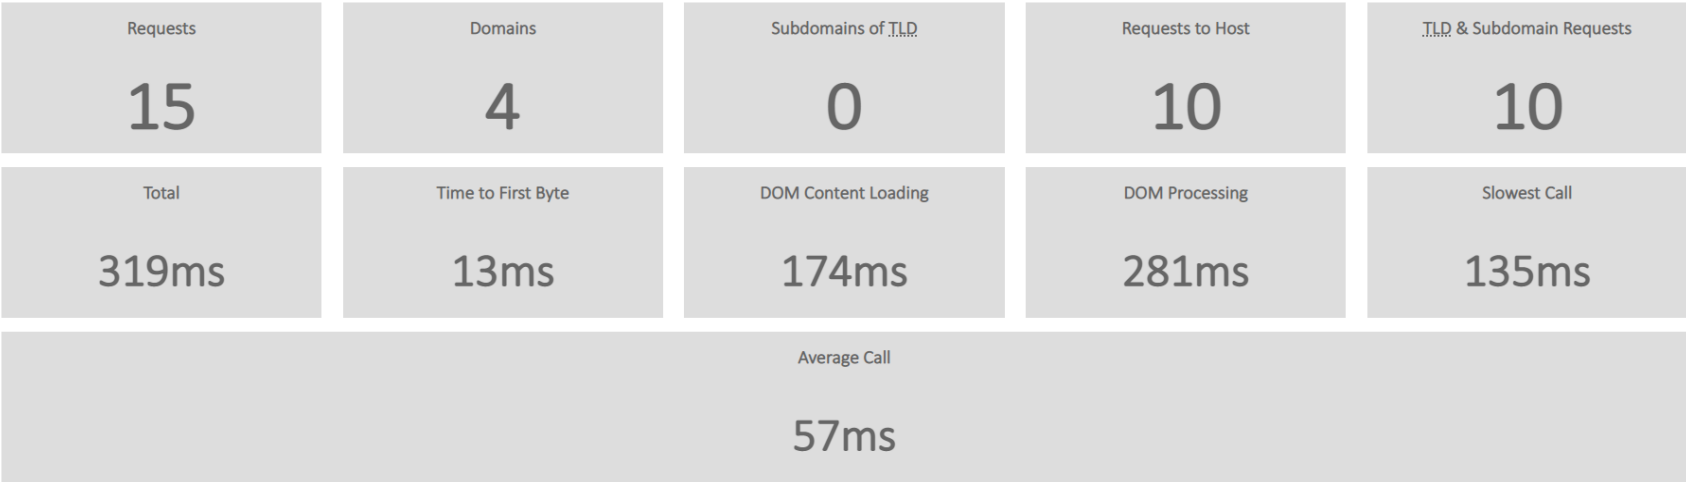 Requests
15
Domains
4
Subdomains of TLD
0
Requests to Host
10
TLD & Subdomain Requests
10
Total
319ms
Time to First Byte
13ms
DOM Content Loading
174ms
DOM Processing
281ms
Slowest Call
135ms
Average Call
57ms